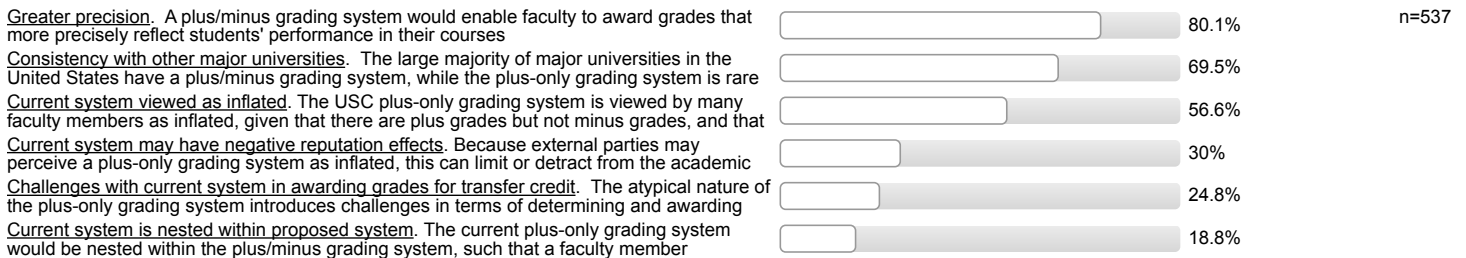 Greater precision. A plus/minus grading system would enable faculty to award grades that
more precisely reflect students' performance in their courses
80.1%
n=537
Consistency with other major universities. The large majority of major universities in the
United States have a plus/minus grading system, while the plus-only grading system is rare
69.5%
Current system viewed as inflated. The USC plus-only grading system is viewed by many
faculty members as inflated, given that there are plus grades but not minus grades, and that
56.6%
Current system may have negative reputation effects. Because external parties may
perceive a plus-only grading system as inflated, this can limit or detract from the academic
30%
Challenges with current system in awarding grades for transfer credit. The atypical nature of
the plus-only grading system introduces challenges in terms of determining and awarding
24.8%
Current system is nested within proposed system. The current plus-only grading system
would be nested within the plus/minus grading system, such that a faculty member
18.8%